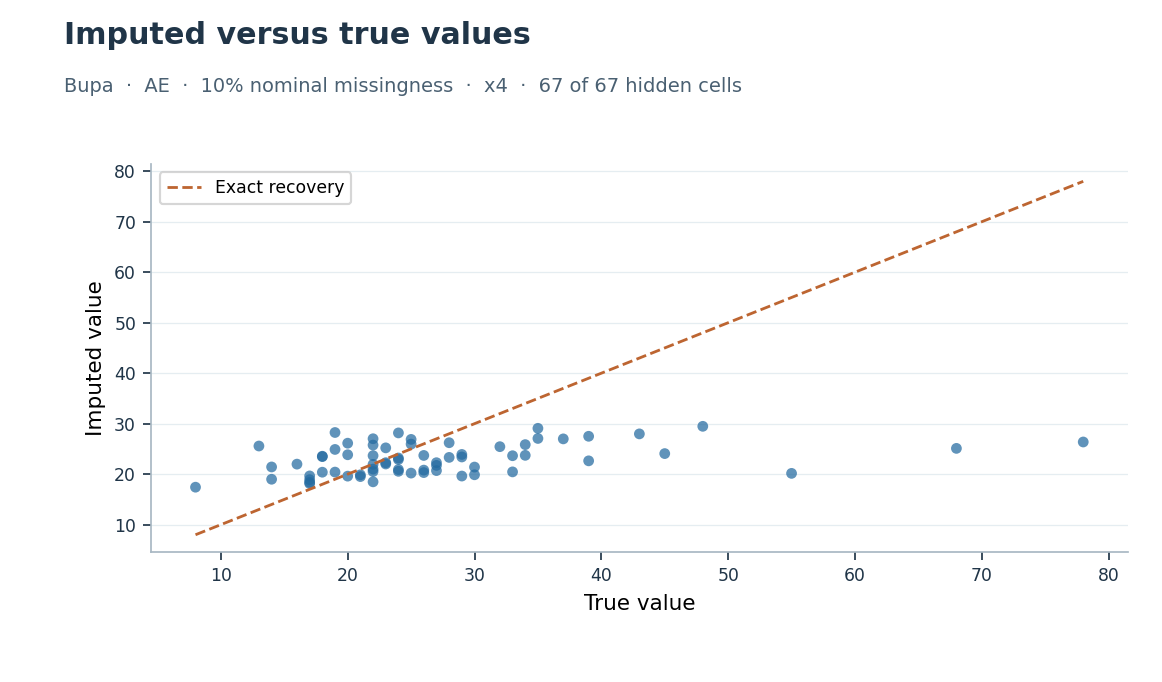 Imputed versus true values
Bupa · AE · 10% nominal missingness · x4 · 67 of 67 hidden cells
Exact recovery
80
70
60
50
40
30
20
10
Imputed value
10 20 30 40 50 60 70 80
True value